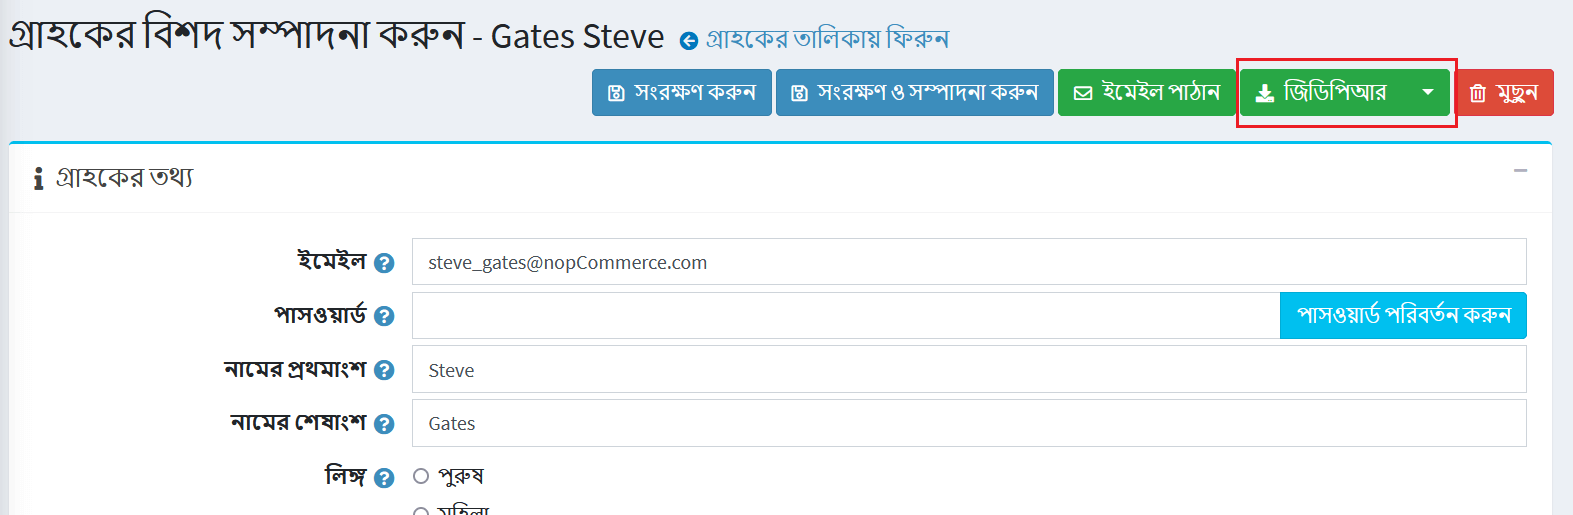 গ্রাহকের বিশদ সম্পাদনা করুন - Gates Steve গ্রাহকের তালিকায় ফিরুন
সংরক্ষণ করুন সংরক্ষণ ও সম্পাদনা করুন ইমেইল পাঠান জিডিপিআর মুছুন
গ্রাহকের তথ্য
ইমেইল steve_gates@nopCommerce.com
পাসওয়ার্ড পাসওয়ার্ড পরিবর্তন করুন
নামের প্রথমাংশ Steve
নামের শেষাংশ Gates
লিঙ্গ পুরুষ